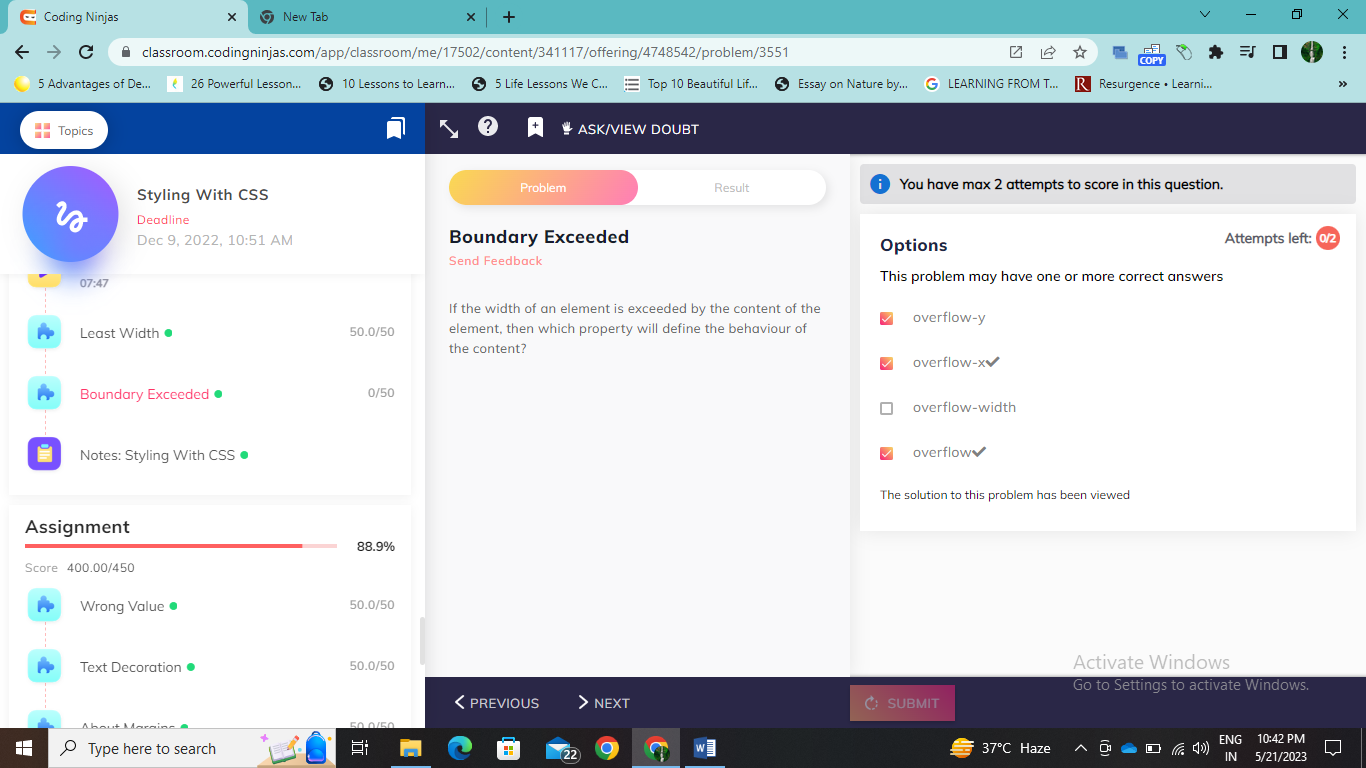 Coding Ninjas
New Tab
classroom.codingninjas.com/app/classroom/me/17502/content/341117/offering/4748542/problem/3551
COPY
5 Advantages of De...
26 Powerful Lesson...
10 Lessons to Learn...
5 Life Lessons We C...
Top 10 Beautiful Lif...
Essay on Nature by...
LEARNING FROM T...
Resurgence • Learni...
Topics
ASK/VIEW DOUBT
Styling With CSS
Deadline
Dec 9, 2022, 10:51 AM
07:47
Least Width
50.0/50
Boundary Exceeded
0/50
Notes: Styling With CSS
Assignment
88.9%
Score 400.00/450
Wrong Value
50.0/50
Text Decoration
50.0/50
About Margins
50.0/50
Problem
Result
Boundary Exceeded
Send Feedback
If the width of an element is exceeded by the content of the
element, then which property will define the behaviour of
the content?
You have max 2 attempts to score in this question.
Options
Attempts left: 0/2
This problem may have one or more correct answers
overflow-y
overflow-x
overflow-width
overflow
The solution to this problem has been viewed
Activate Windows
Go to Settings to activate Windows.
PREVIOUS
NEXT
SUBMIT
Type here to search
22
37°C Haze
ENG
IN
10:42 PM
5/21/2023